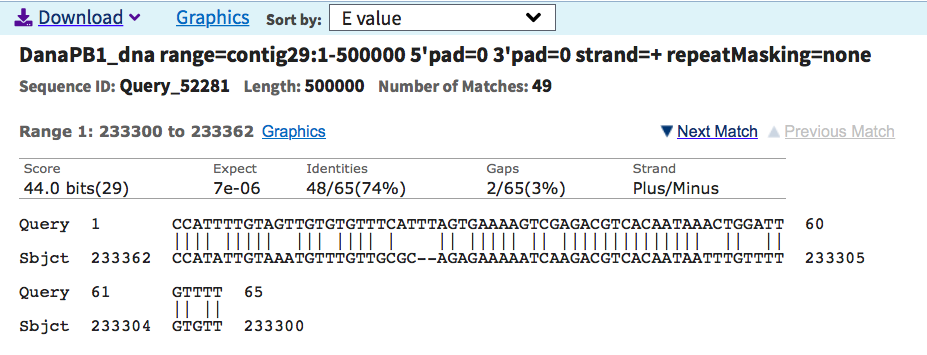 Download Graphics Sort by: E value
DanaPB1_dna range=contig29:1-500000 5'pad=0 3'pad=0 strand=+ repeatMasking=none
Sequence ID: Query_52281 Length: 500000 Number of Matches: 49
Range 1: 233300 to 233362 Graphics Next Match Previous Match
Score Expect Identities Gaps Strand
44.0 bits(29) 7e-06 48/65(74%) 2/65(3%) Plus/Minus
Query 1 CCATTTTGTAGTTGTGTGTTTCATTTAGTGAAAAGTCGAGACGTCACAATAAACTGGATT 60
Sbjct 233362 CCATATTGTAAATGTTTGTTGCGC--AGAGAAAAATCAAGACGTCACAATAATTTGTTTT 233305
Query 61 GTTTT 65
Sbjct 233304 GTGTT 233300